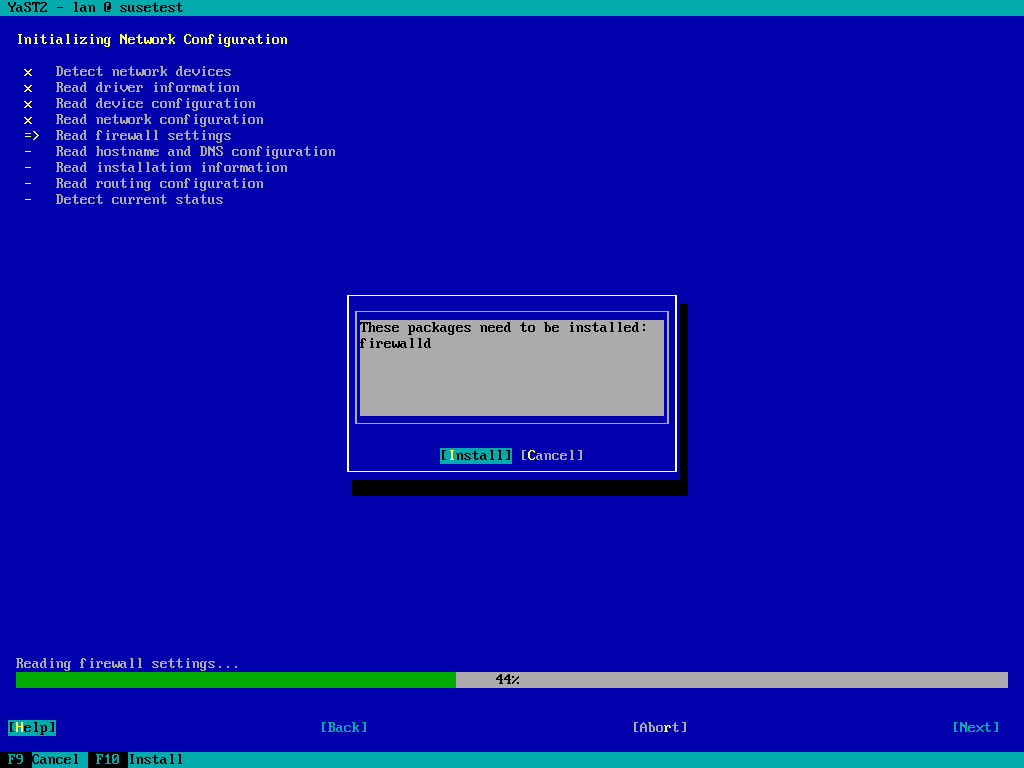 YaST2 - lan @ susetest
Initializing Network Configuration
x Detect network devices
x Read driver information
x Read device configuration
x Read network configuration
=> Read firewall settings
- Read hostname and DNS configuration
- Read installation information
- Read routing configuration
- Detect current status
These packages need to be installed:
firewalld
[Install] [Cancel]
Reading firewall settings...
44%
[Help] [Back] [Abort] [Next]
F9 Cancel F10 Install